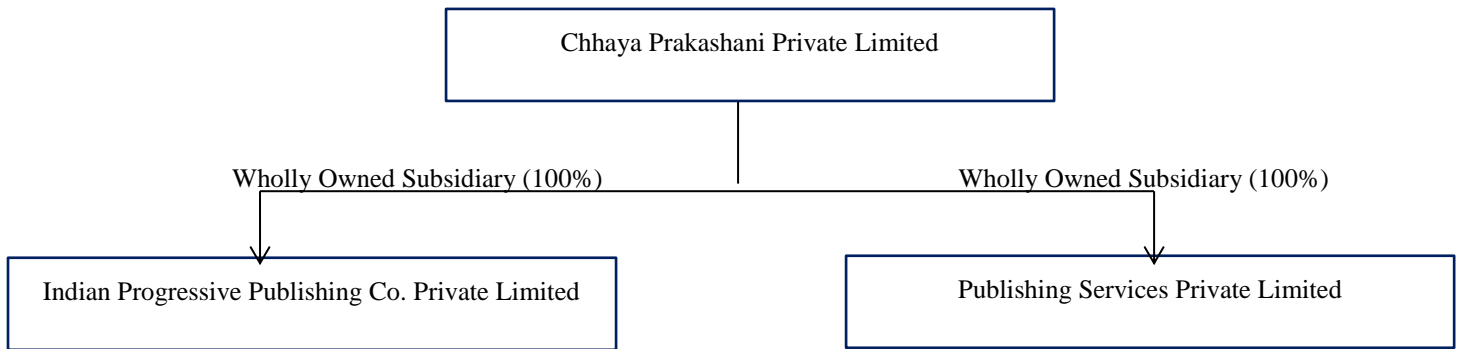 Chhaya Prakashani Private Limited
Wholly Owned Subsidiary (100%)
Wholly Owned Subsidiary (100%)
Indian Progressive Publishing Co. Private Limited
Publishing Services Private Limited